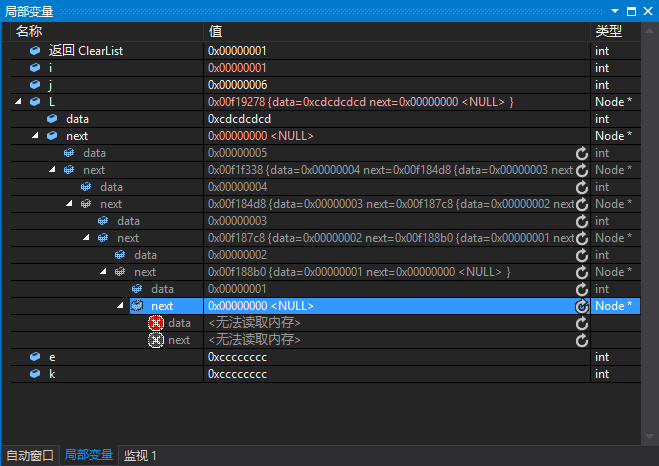 局部变量
名称 值 类型
返回 ClearList 0x00000001 int
i 0x00000001 int
j 0x00000006 int
L 0x00f19278 {data=0xcdcdcdcd next=0x00000000 <NULL> } Node *
data 0xcdcdcdcd int
next 0x00000000 <NULL> Node *
data 0x00000005 int
next 0x00f1f338 {data=0x00000004 next=0x00f184d8 {data=0x00000003 next Node *
data 0x00000004 int
next 0x00f184d8 {data=0x00000003 next=0x00f187c8 {data=0x00000002 next Node *
data 0x00000003 int
next 0x00f187c8 {data=0x00000002 next=0x00f188b0 {data=0x00000001 next Node *
data 0x00000002 int
next 0x00f188b0 {data=0x00000001 next=0x00000000 <NULL> } Node *
data 0x00000001 int
next 0x00000000 <NULL> Node *
data <无法读取内存>
next <无法读取内存>
e 0xcccccccc int
k 0xcccccccc int
自动窗口 局部变量 监视 1